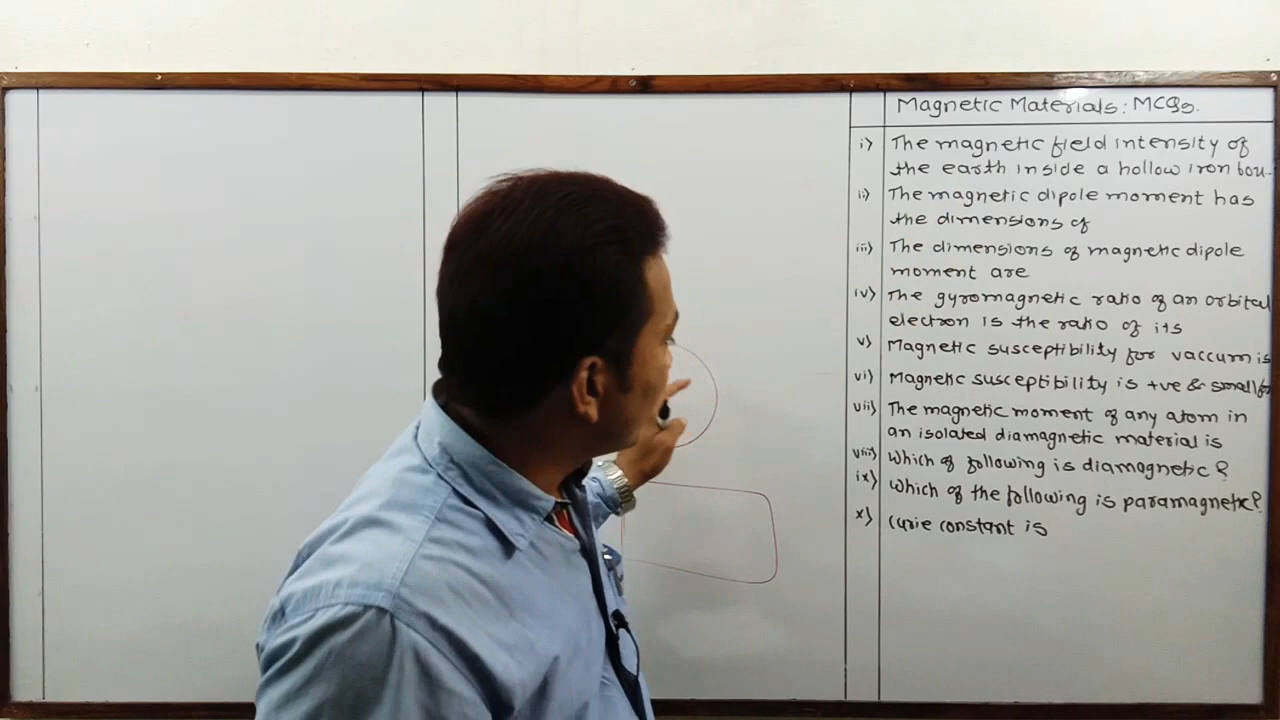 Magnetic Materials: MCQs.
i) The magnetic field intensity of
the earth inside a hollow iron box
ii) The magnetic dipole moment has
the dimensions of
iii) The dimensions of magnetic dipole
moment are
iv) The gyromagnetic ratio of an orbital
electron is the ratio of its
v) Magnetic susceptibility for vaccum is
vi) Magnetic susceptibility is +ve & small for
vii) The magnetic moment of any atom in
an isolated diamagnetic material is
viii) Which of following is diamagnetic?
ix) Which of the following is paramagnetic?
x) Curie constant is